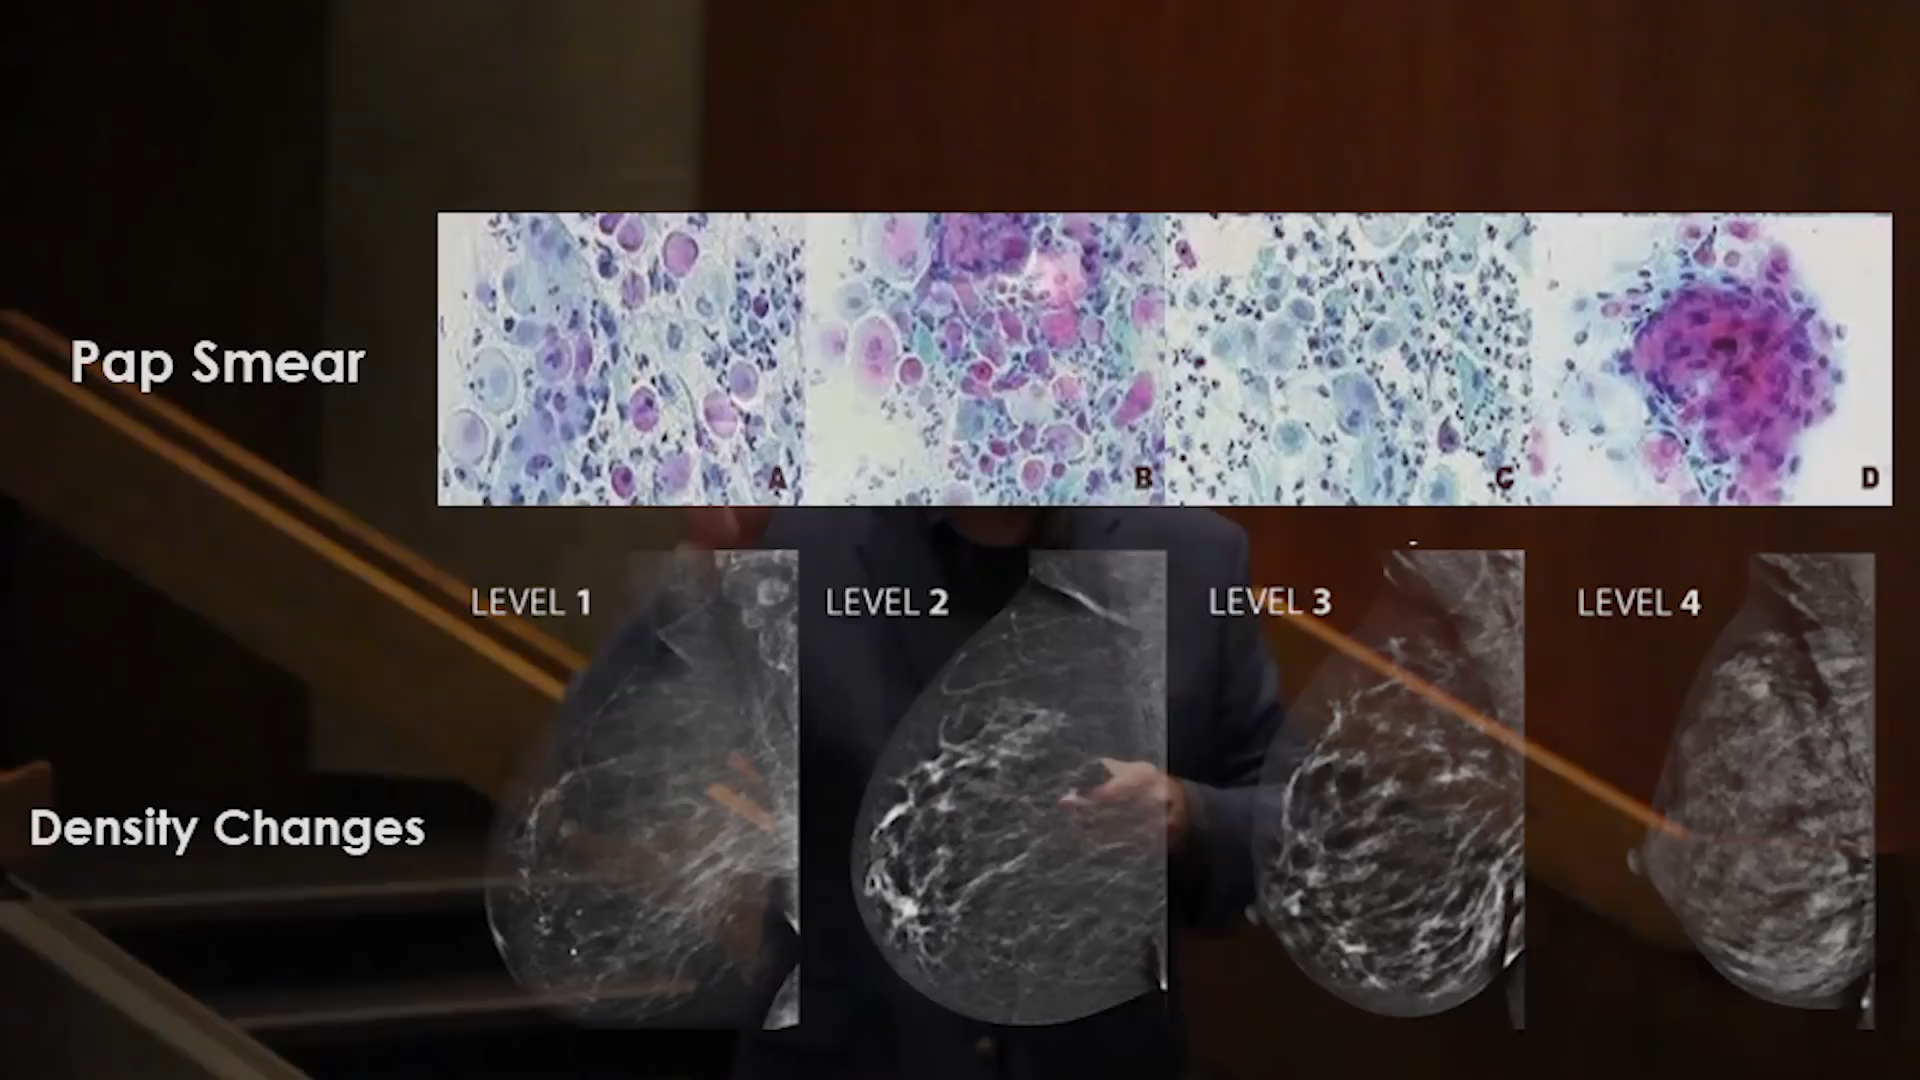 Pap Smear
A
B
C
D
LEVEL 1
LEVEL 2
LEVEL 3
LEVEL 4
Density Changes